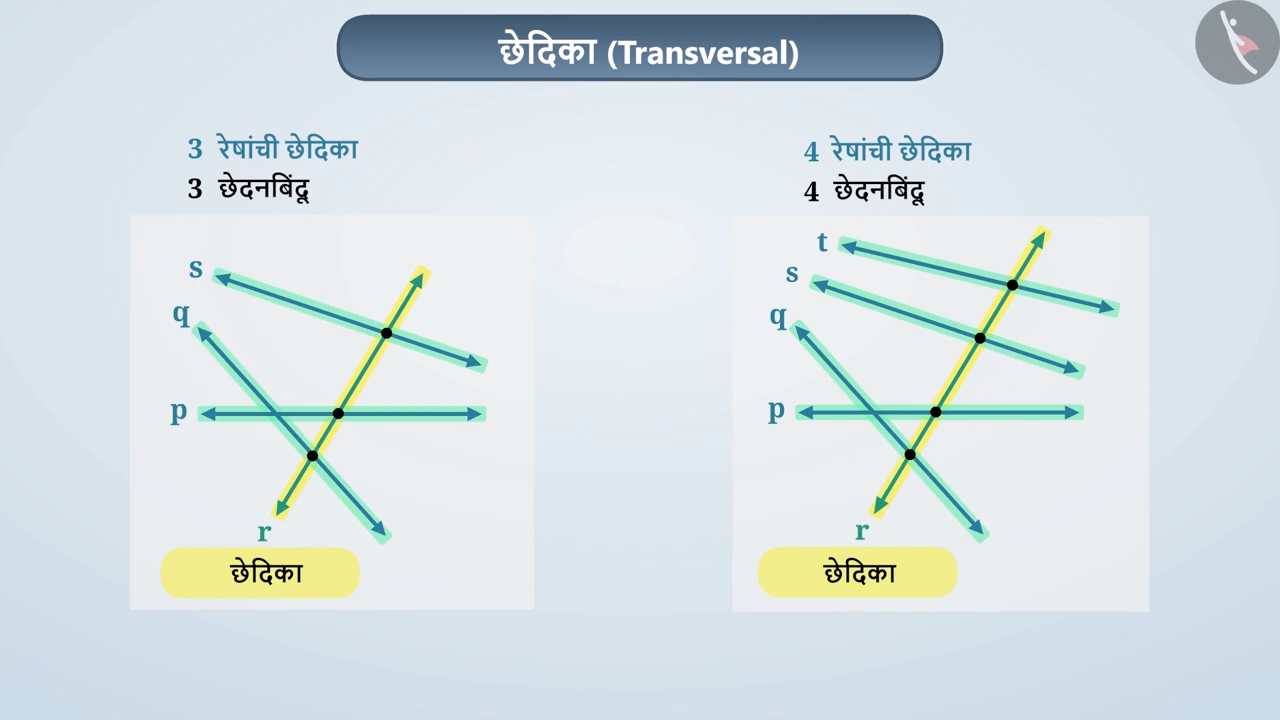 छेदिका (Transversal)
3 रेषांची छेदिका
3 छेदनबिंदू
s
q
p
r
छेदिका
4 रेषांची छेदिका
4 छेदनबिंदू
t
s
q
p
r
छेदिका